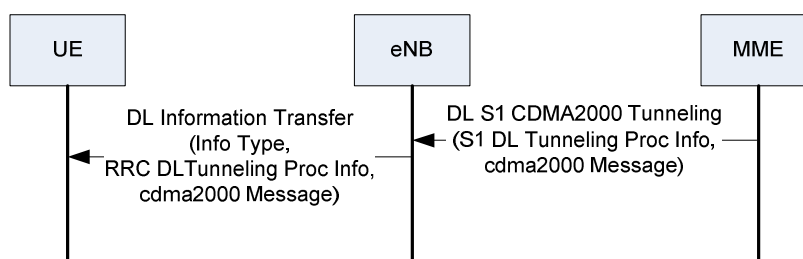 UE
eNB
MME
DL Information Transfer
(Info Type,
RRC DLTunneling Proc Info,
cdma2000 Message)
DL S1 CDMA2000 Tunneling
(S1 DL Tunneling Proc Info,
cdma2000 Message)